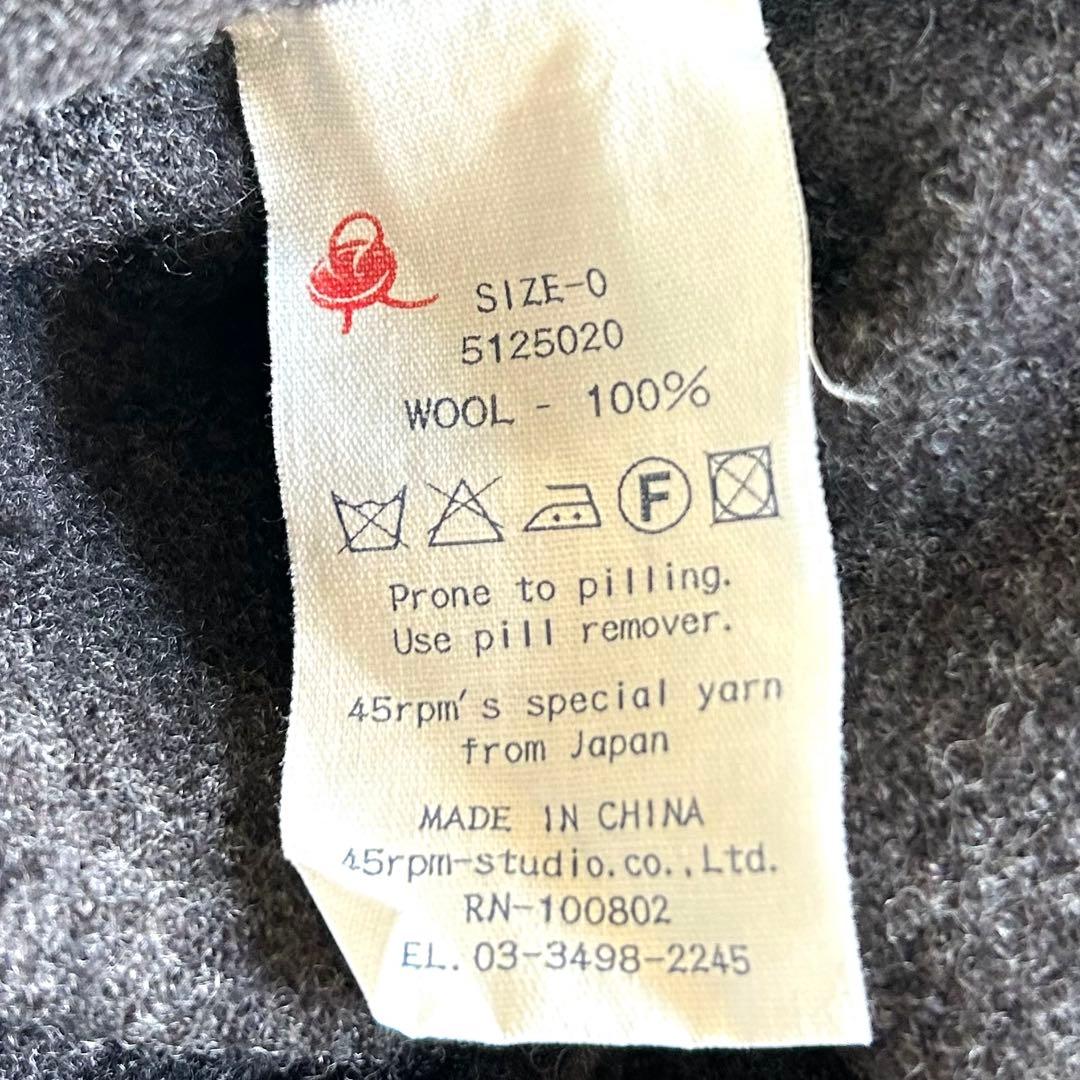 SIZE-0
5125020
WOOL - 100%
F
Prone to pilling.
Use pill remover.
45rpm's special yarn
from Japan
MADE IN CHINA
45rpm-studio.co.,Ltd.
RN-100802
EL. 03-3498-2245